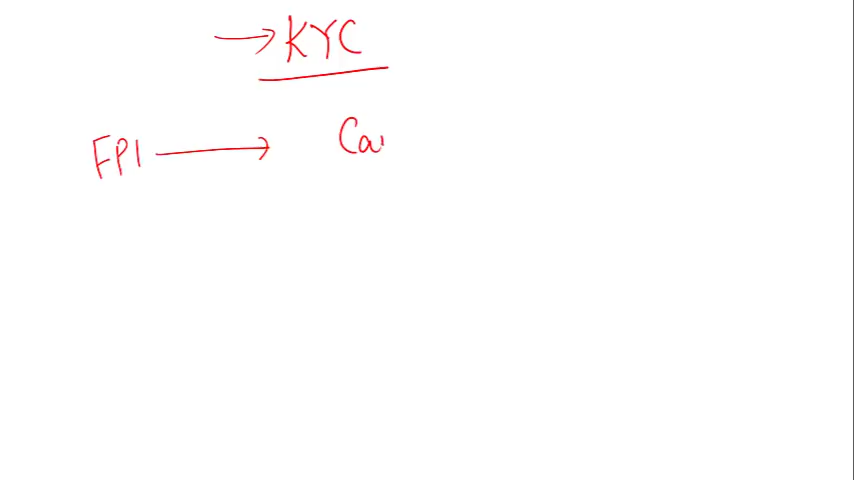 → KYC
FPI → Ca